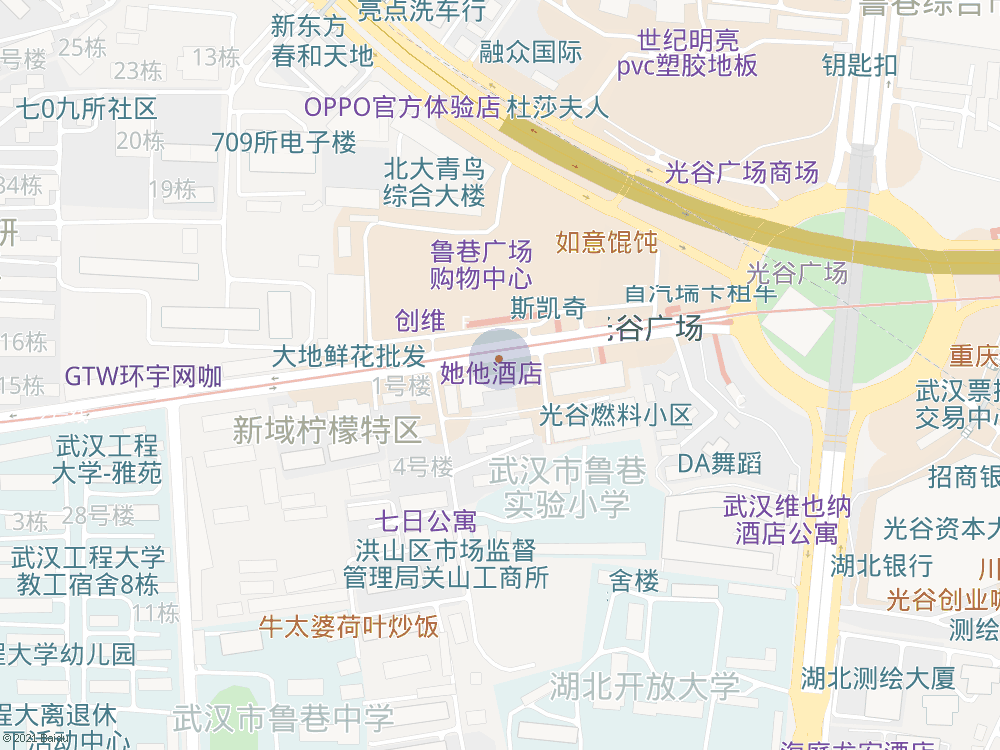 亮点洗车行
新东方
春和天地
25栋
号栋
23栋
融众国际
世纪明亮
pvc塑胶地板
钥匙扣
鲁巷综合
七0九所社区
OPPO官方体验店
杜莎夫人
20栋
709所电子楼
北大青鸟
综合大楼
光谷广场商场
34栋
19栋
研
鲁巷广场
购物中心
如意馄饨
光谷广场
斯凯奇
创维
谷广场
大地鲜花批发
她他酒店
GTW环宇网咖
15栋
1号楼
重庆
武汉票据
交易中心
光谷燃料小区
新域柠檬特区
武汉工程
大学-雅苑
4号楼
武汉市鲁巷
实验小学
DA舞蹈
招商银
3栋
28号楼
七日公寓
武汉维也纳
酒店公寓
光谷资本大
武汉工程大学
教工宿舍8栋
洪山区市场监督
管理局关山工商所
舍楼
湖北银行
川
光谷创业咖
11栋
牛太婆荷叶炒饭
测绘
程大学幼儿园
湖北开放大学
湖北测绘大厦
程大离退休
活动中心
武汉市鲁巷中学
© 2021 Baidu